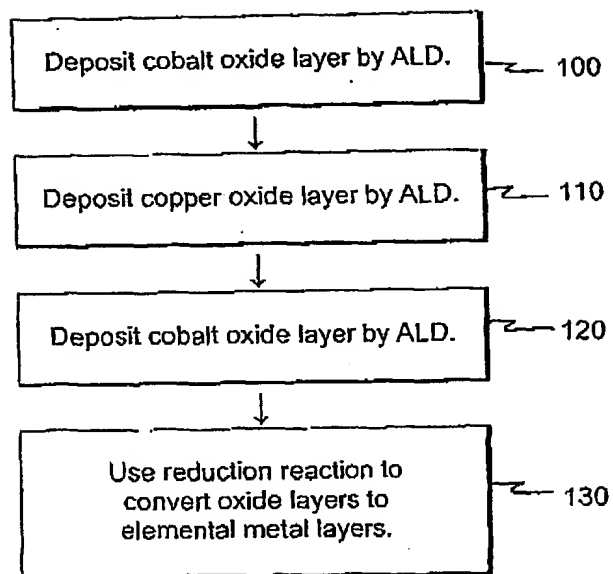 Deposit cobalt oxide layer by ALD.
100
Deposit copper oxide layer by ALD.
110
Deposit cobalt oxide layer by ALD.
120
Use reduction reaction to
convert oxide layers to
elemental metal layers.
130